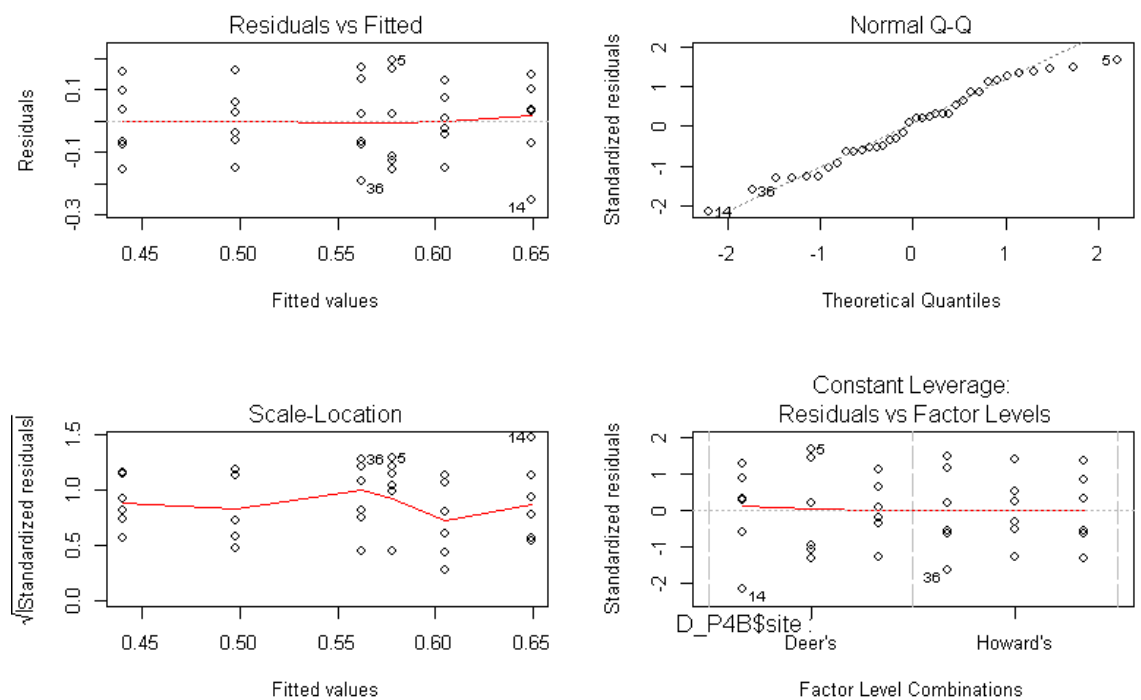 Residuals vs Fitted
Residuals
0.1
-0.1
-0.3
5
36
14
0.45 0.50 0.55 0.60 0.65
Fitted values
Normal Q-Q
Standardized residuals
2
1
0
-1
-2
5
36
14
-2 -1 0 1 2
Theoretical Quantiles
Scale-Location
√|Standardized residuals|
1.5
1.0
0.5
0.0
14
36 5
0.45 0.50 0.55 0.60 0.65
Fitted values
Constant Leverage:
Residuals vs Factor Levels
Standardized residuals
2
1
0
-1
-2
5
36
14
D_P4B$site :
Deer's Howard's
Factor Level Combinations